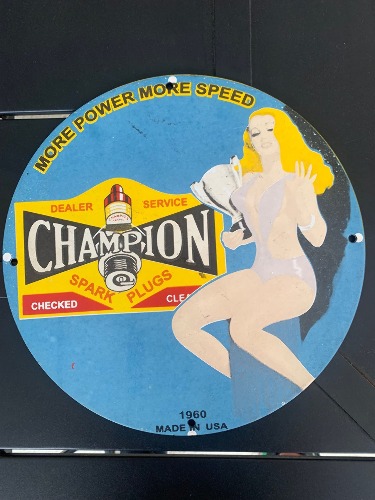 MORE POWER MORE SPEED
DEALER SERVICE
CHAMPION
SPARK PLUGS
CHECKED
1960
MADE IN USA